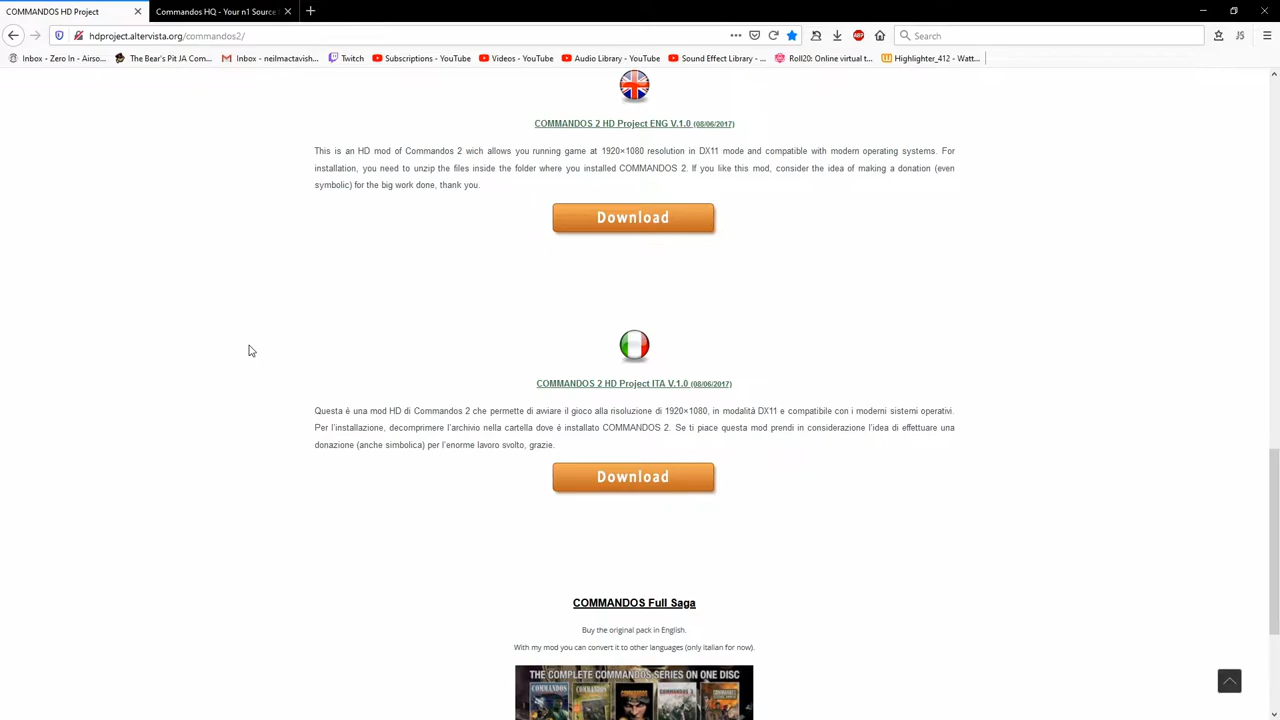 COMMANDOS HD Project
Commandos HQ - Your n1 Source
hdproject.altervista.org/commandos2/
Search
Inbox - Zero In - Airso...
The Bear's Pit JA Com...
Inbox - neilmactavish...
Twitch
Subscriptions - YouTube
Videos - YouTube
Audio Library - YouTube
Sound Effect Library - ...
Roll20: Online virtual t...
Highlighter_412 - Watt...
COMMANDOS 2 HD Project ENG V.1.0 (08/06/2017)
This is an HD mod of Commandos 2 wich allows you running game at 1920×1080 resolution in DX11 mode and compatible with modern operating systems. For
installation, you need to unzip the files inside the folder where you installed COMMANDOS 2. If you like this mod, consider the idea of making a donation (even
symbolic) for the big work done, thank you.
Download
COMMANDOS 2 HD Project ITA V.1.0 (08/06/2017)
Questa é una mod HD di Commandos 2 che permette di aviare il gioco alla risoluzione di 1920×1080, in modalità DX11 e compatibile con i moderni sistemi operativi.
Per l'installazione, decomprimere l'archivio nella cartella dove é installato COMMANDOS 2. Se ti piace questa mod prendi in considerazione l'idea di effettuare una
donazione (anche simbolica) per l'enorme lavoro svolto, grazie.
Download
COMMANDOS Full Saga
Buy the original pack in English.
With my mod you can convert it to other languages (only italian for now).
THE COMPLETE COMMANDOS SERIES ON ONE DISC